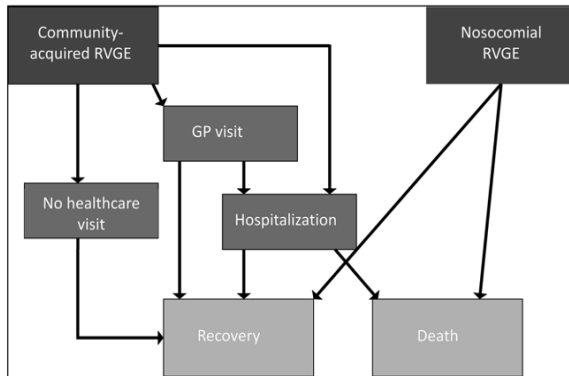 Community-
acquired RVGE
Nosocomial
RVGE
GP visit
No healthcare
visit
Hospitalization
Recovery
Death